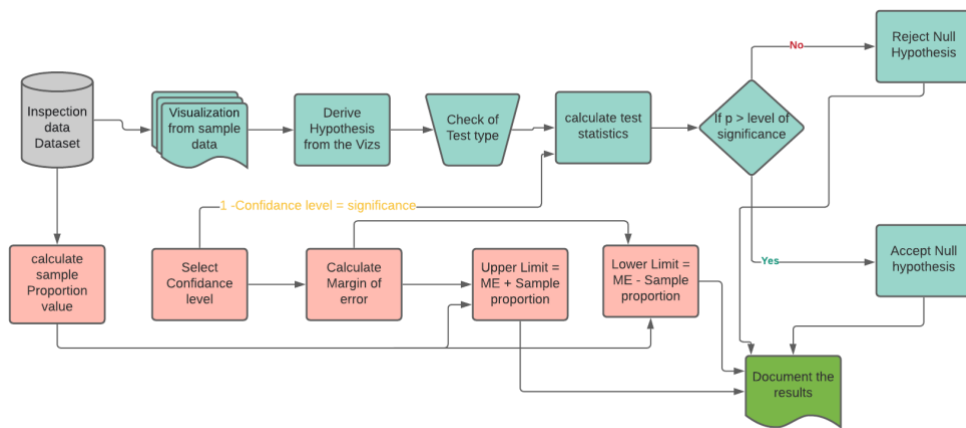 Inspection
data
Dataset
Visualization
from sample
data
Derive
Hypothesis
from the Vizs
Check of
Test type
calculate test
statistics
If p > level of
significance
No
Reject Null
Hypothesis
1 -Confidance level = significance
calculate
sample
Proportion
value
Select
Confidance
level
Calculate
Margin of
error
Upper Limit =
ME + Sample
proportion
Lower Limit =
ME - Sample
proportion
Yes
Accept Null
hypothesis
Document the
results